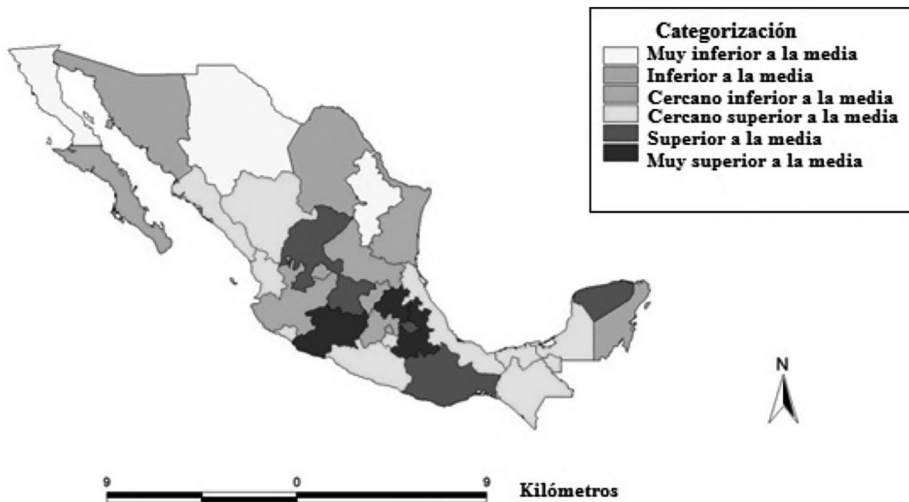 Categorización
Muy inferior a la media
Inferior a la media
Cercano inferior a la media
Cercano superior a la media
Superior a la media
Muy superior a la media
N
9 0 9 Kilómetros